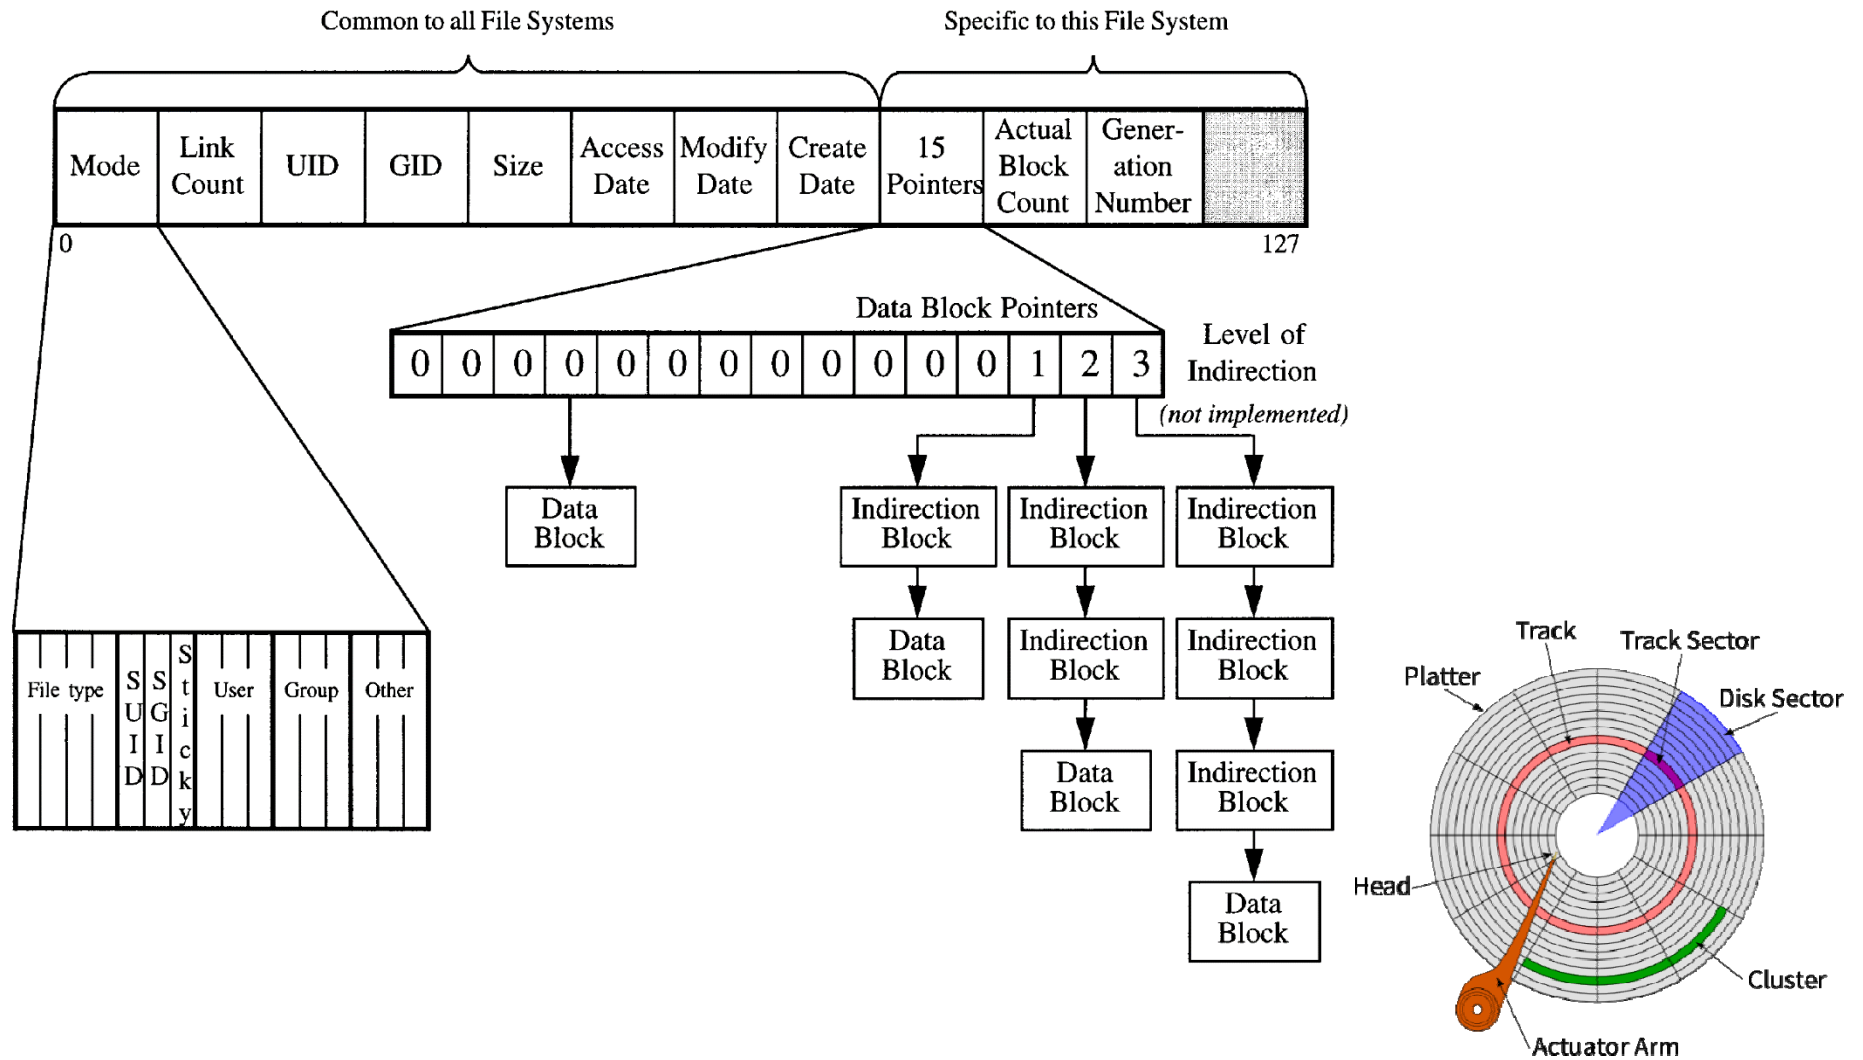 Common to all File Systems
Specific to this File System
Mode
Link
Count
UID
GID
Size
Access
Date
Modify
Date
Create
Date
15
Pointers
Actual
Block
Count
Gener-
ation
Number
0
127
Data Block Pointers
0 0 0 0 0 0 0 0 0 0 0 0 1 2 3
Level of
Indirection
(not implemented)
Data
Block
Indirection
Block
Indirection
Block
Indirection
Block
Data
Block
Indirection
Block
Indirection
Block
Data
Block
Indirection
Block
Data
Block
File type
SUID
SGID
Sticky
User
Group
Other
Track
Track Sector
Platter
Disk Sector
Head
Cluster
Actuator Arm